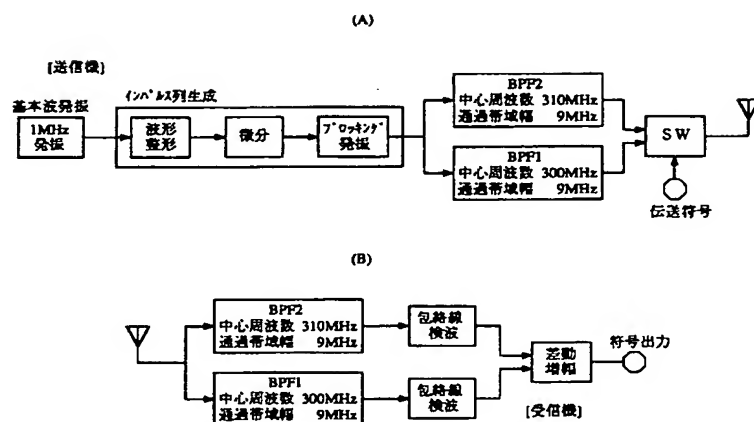 (A)
[送信機]
基本波発振
1MHz
発振
インパルス列生成
波形
整形
微分
ブロッキング
発振
BPF2
中心周波数 310MHz
通過帯域幅 9MHz
BPF1
中心周波数 300MHz
通過帯域幅 9MHz
SW
伝送符号
(B)
BPF2
中心周波数 310MHz
通過帯域幅 9MHz
BPF1
中心周波数 300MHz
通過帯域幅 9MHz
包絡線
検波
包絡線
検波
差動
増幅
符号出力
[受信機]